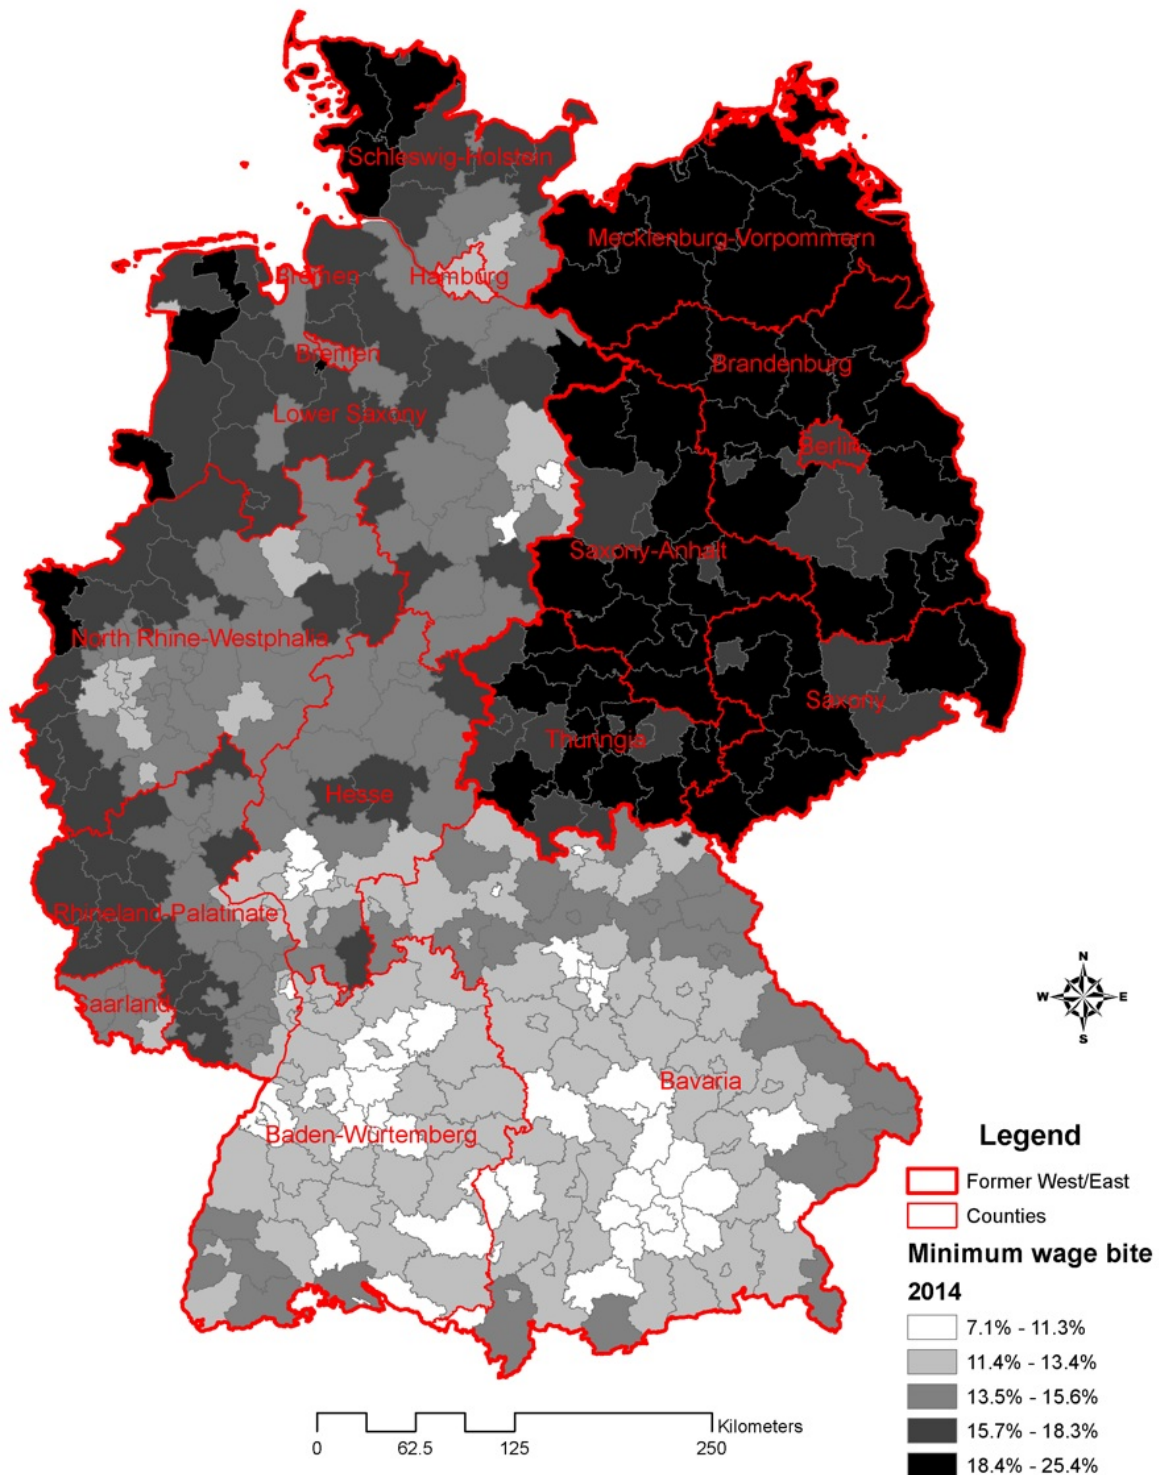 Schleswig-Holstein
Mecklenburg-Vorpommern
Bremen
Hamburg
Bremen
Brandenburg
Lower Saxony
Berlin
Saxony-Anhalt
North Rhine-Westphalia
Saxony
Thuringia
Hesse
Rhineland-Palatinate
Saarland
N
W
E
S
Bavaria
Baden-Würtemberg
Legend
Former West/East
Counties
Minimum wage bite
2014
7.1% - 11.3%
11.4% - 13.4%
13.5% - 15.6%
15.7% - 18.3%
18.4% - 25.4%
Kilometers
0 62.5 125 250